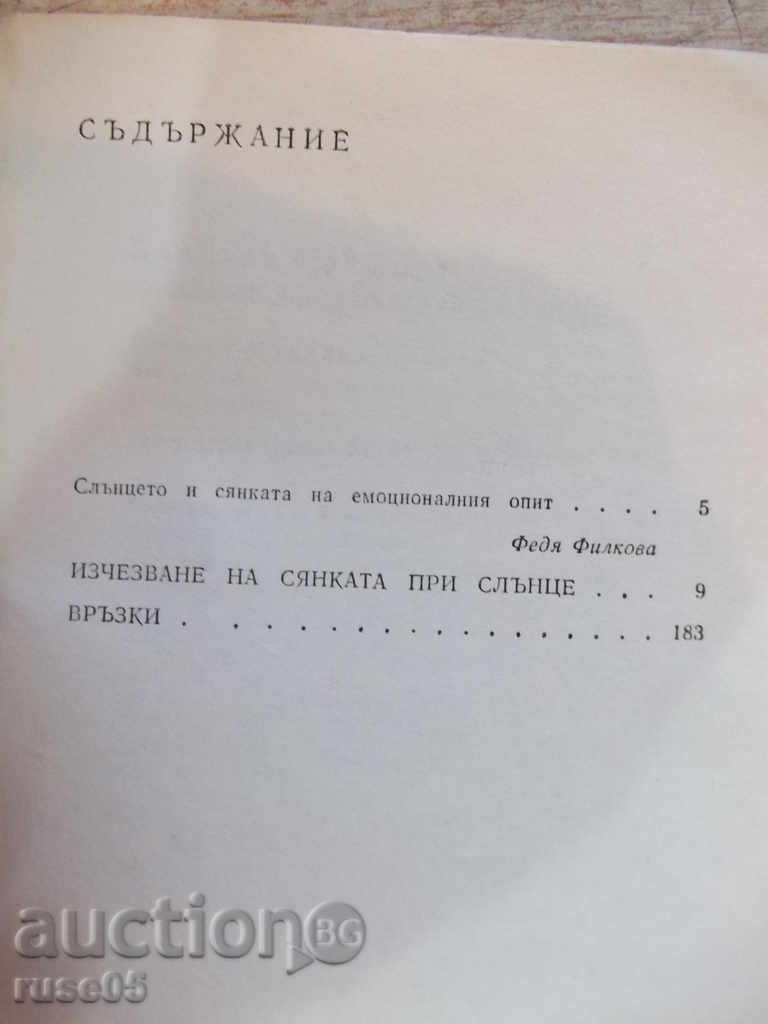 СЪДЪРЖАНИЕ
Слънцето и сянката на емоционалния опит . . . . 5
Федя Филкова
ИЗЧЕЗВАНЕ НА СЯНКАТА ПРИ СЛЪНЦЕ . . . 9
ВРЪЗКИ . . . . . . . . . . . . . . . . . . 183
auction BG
ruse05